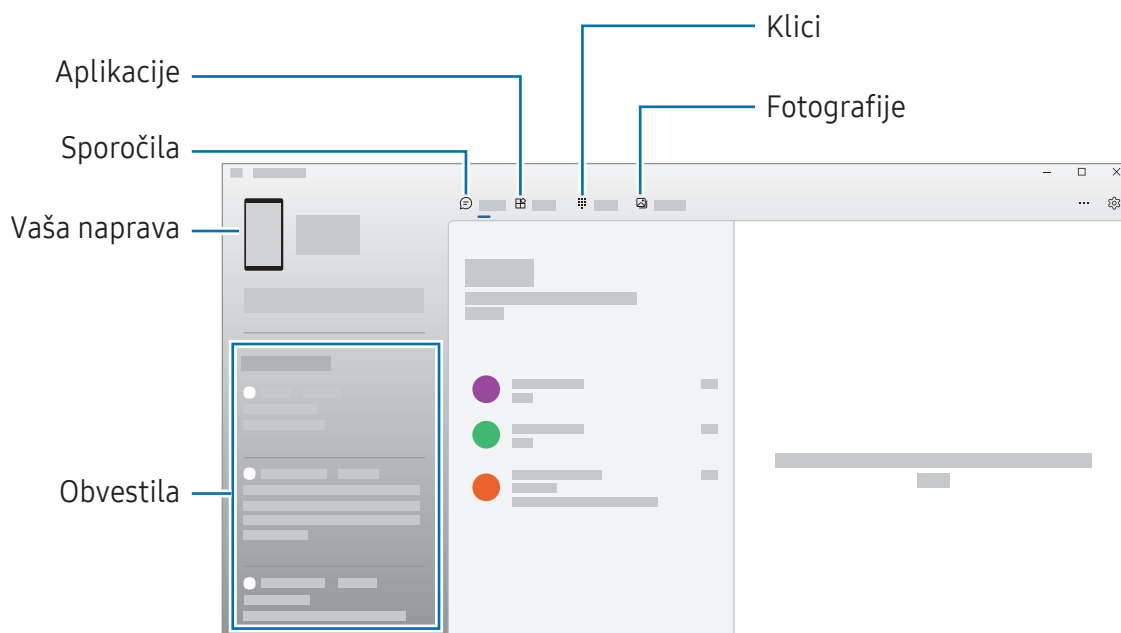 Klici
Aplikacije
Fotografije
Sporočila
Vaša naprava
Obvestila